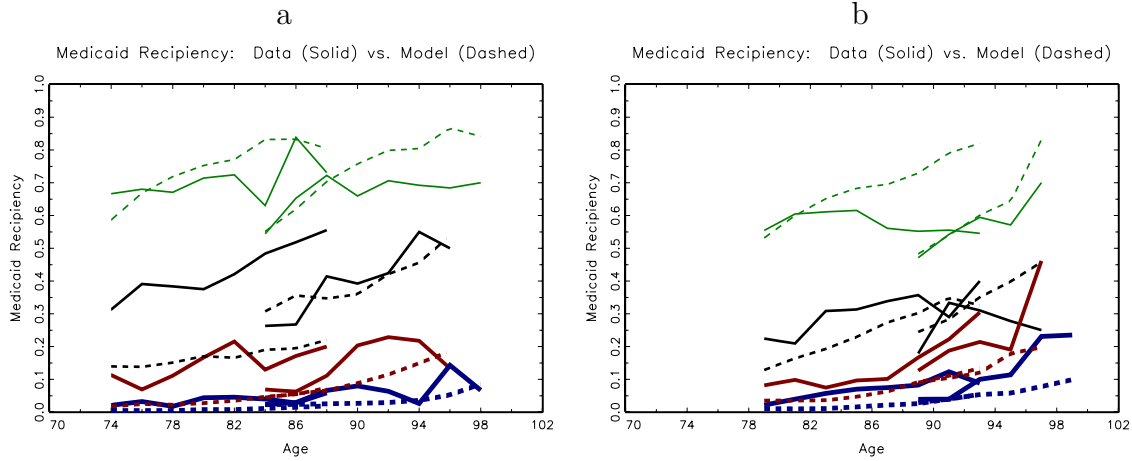 a
b
Medicaid Recipiency: Data (Solid) vs. Model (Dashed)
Medicaid Recipiency: Data (Solid) vs. Model (Dashed)
Medicaid Recipiency
0.0 0.1 0.2 0.3 0.4 0.5 0.6 0.7 0.8 0.9 1.0
70 74 78 82 86 90 94 98 102
Age
Medicaid Recipiency
0.0 0.1 0.2 0.3 0.4 0.5 0.6 0.7 0.8 0.9 1.0
70 74 78 82 86 90 94 98 102
Age